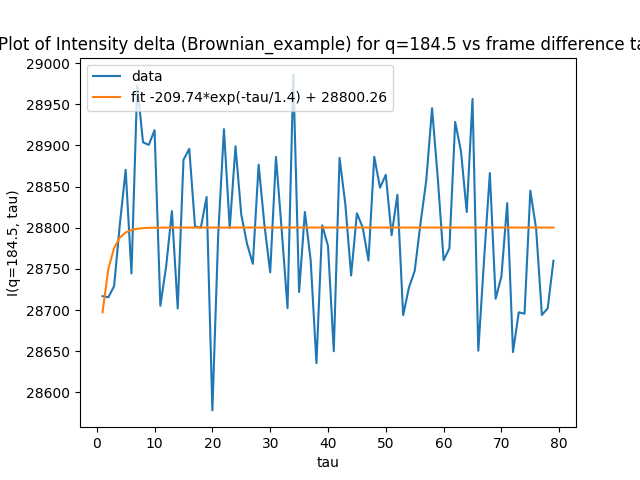 Plot of Intensity delta (Brownian_example) for q=184.5 vs frame difference ta
data
fit -209.74*exp(-tau/1.4) + 28800.26
I(q=184.5, tau)
29000
28950
28900
28850
28800
28750
28700
28650
28600
0 10 20 30 40 50 60 70 80
tau